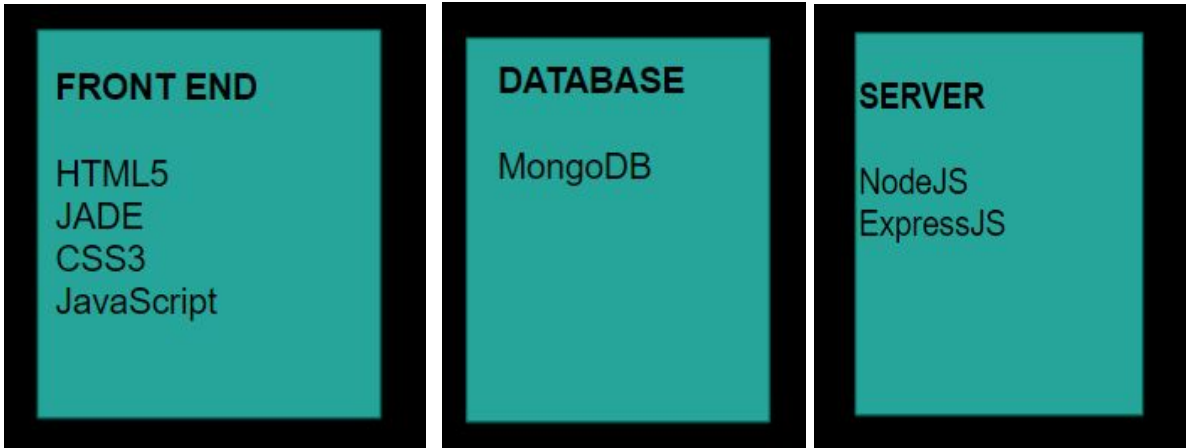 FRONT END
HTML5
JADE
CSS3
JavaScript
DATABASE
MongoDB
SERVER
NodeJS
ExpressJS